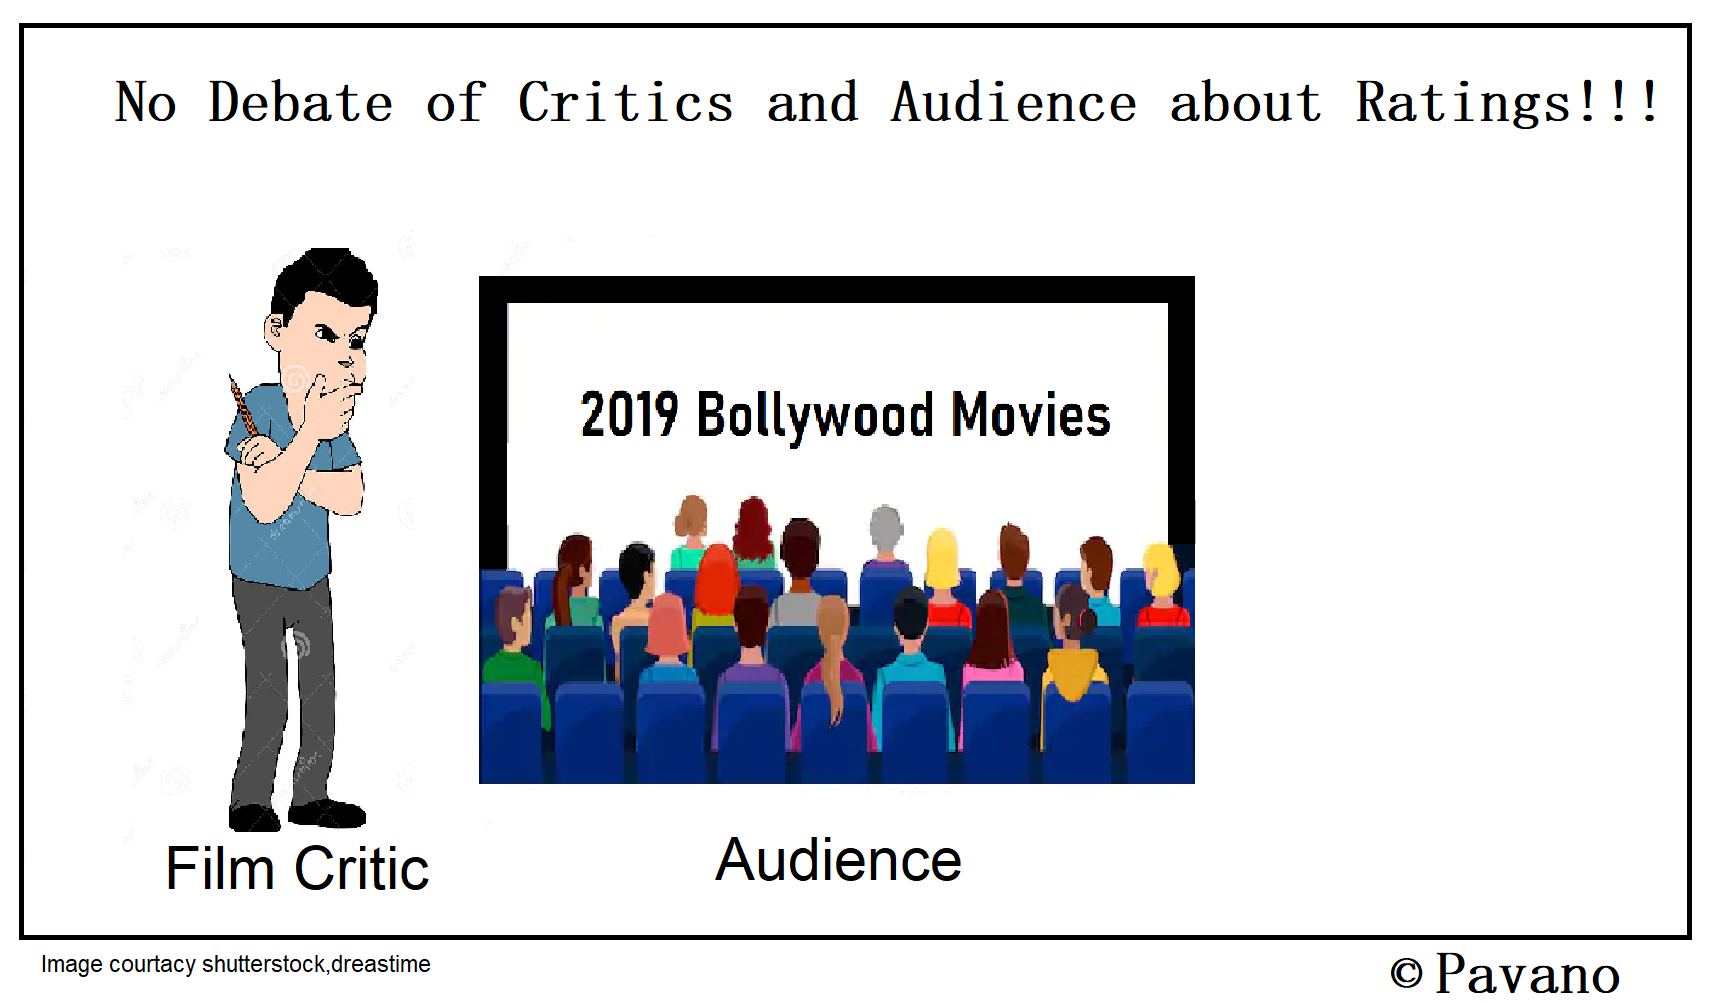 No Debate of Critics and Audience about Ratings!!!
2019 Bollywood Movies
Film Critic
Audience
Image courtacy shutterstock,dreastime
© Pavano